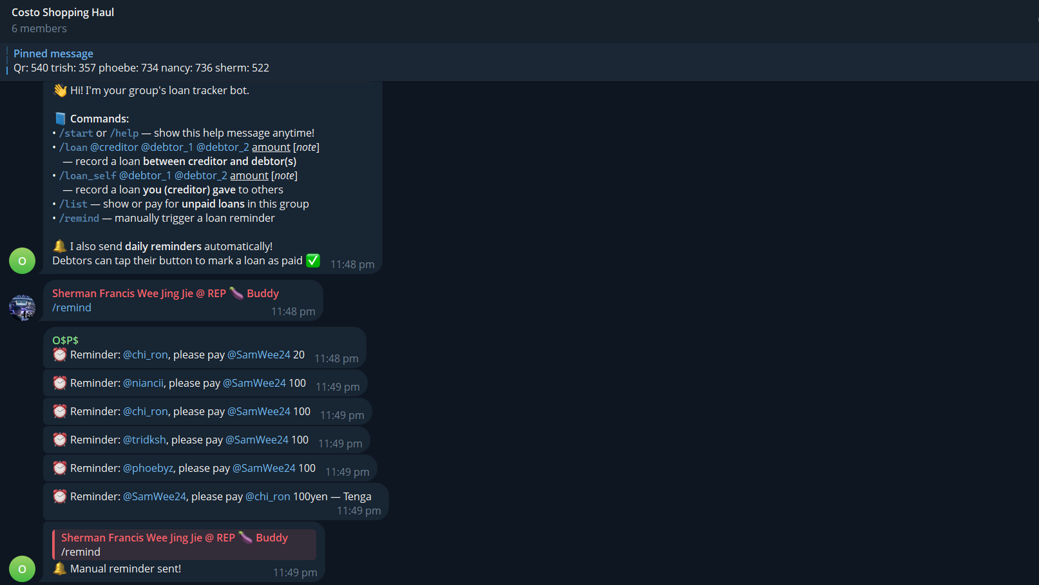 Costo Shopping Haul
6 members
Pinned message
Qr: 540 trish: 357 phoebe: 734 nancy: 736 sherm: 522
👋 Hi! I'm your group's loan tracker bot.
📘 Commands:
• /start or /help — show this help message anytime!
• /loan @creditor @debtor_1 @debtor_2 amount [note]
— record a loan between creditor and debtor(s)
• /loan_self @debtor_1 @debtor_2 amount [note]
— record a loan you (creditor) gave to others
• /list — show or pay for unpaid loans in this group
• /remind — manually trigger a loan reminder
🔔 I also send daily reminders automatically!
Debtors can tap their button to mark a loan as paid ✅ 11:48 pm
O
Sherman Francis Wee Jing Jie @ REP 🍆 Buddy
/remind
11:48 pm
O$P$
⏰ Reminder: @chi_ron, please pay @SamWee24 20 11:48 pm
⏰ Reminder: @niancii, please pay @SamWee24 100 11:49 pm
⏰ Reminder: @chi_ron, please pay @SamWee24 100 11:49 pm
⏰ Reminder: @tridksh, please pay @SamWee24 100 11:49 pm
⏰ Reminder: @phoebyz, please pay @SamWee24 100 11:49 pm
⏰ Reminder: @SamWee24, please pay @chi_ron 100yen — Tenga
11:49 pm
Sherman Francis Wee Jing Jie @ REP 🍆 Buddy
/remind
🔔 Manual reminder sent! 11:49 pm
O